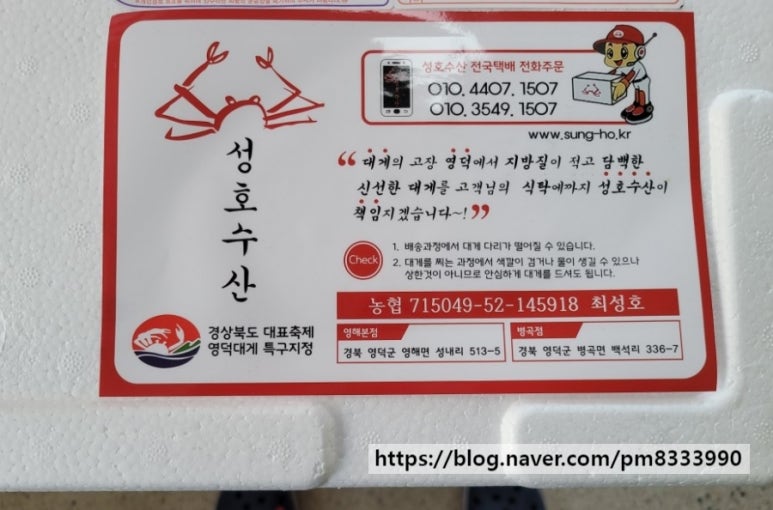 성호수산 전국택배 전화주문
010. 4407. 1507
010. 3549. 1507
www.sung-ho.kr
성호수산
“대게의 고장 영덕에서 지방질이 적고 담백한
신선한 대게를 고객님의 식탁에까지 성호수산이
책임지겠습니다~!”
Check
1. 배송과정에서 대게 다리가 떨어질 수 있습니다.
2. 대게를 찌는 과정에서 색깔이 검거나 물이 생길 수 있으나
상한것이 아니므로 안심하게 대게를 드셔도 됩니다.
농협 715049-52-145918 최성호
경상북도 대표축제
영덕대게 특구지정
영해본점
경북 영덕군 영해면 성내리 513-5
병곡점
경북 영덕군 병곡면 백석리 336-7
https://blog.naver.com/pm8333990